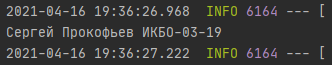 2021-04-16 19:36:26.968  INFO 6164 --- [
Сергей Прокофьев ИКБО-03-19
2021-04-16 19:36:27.222  INFO 6164 --- [